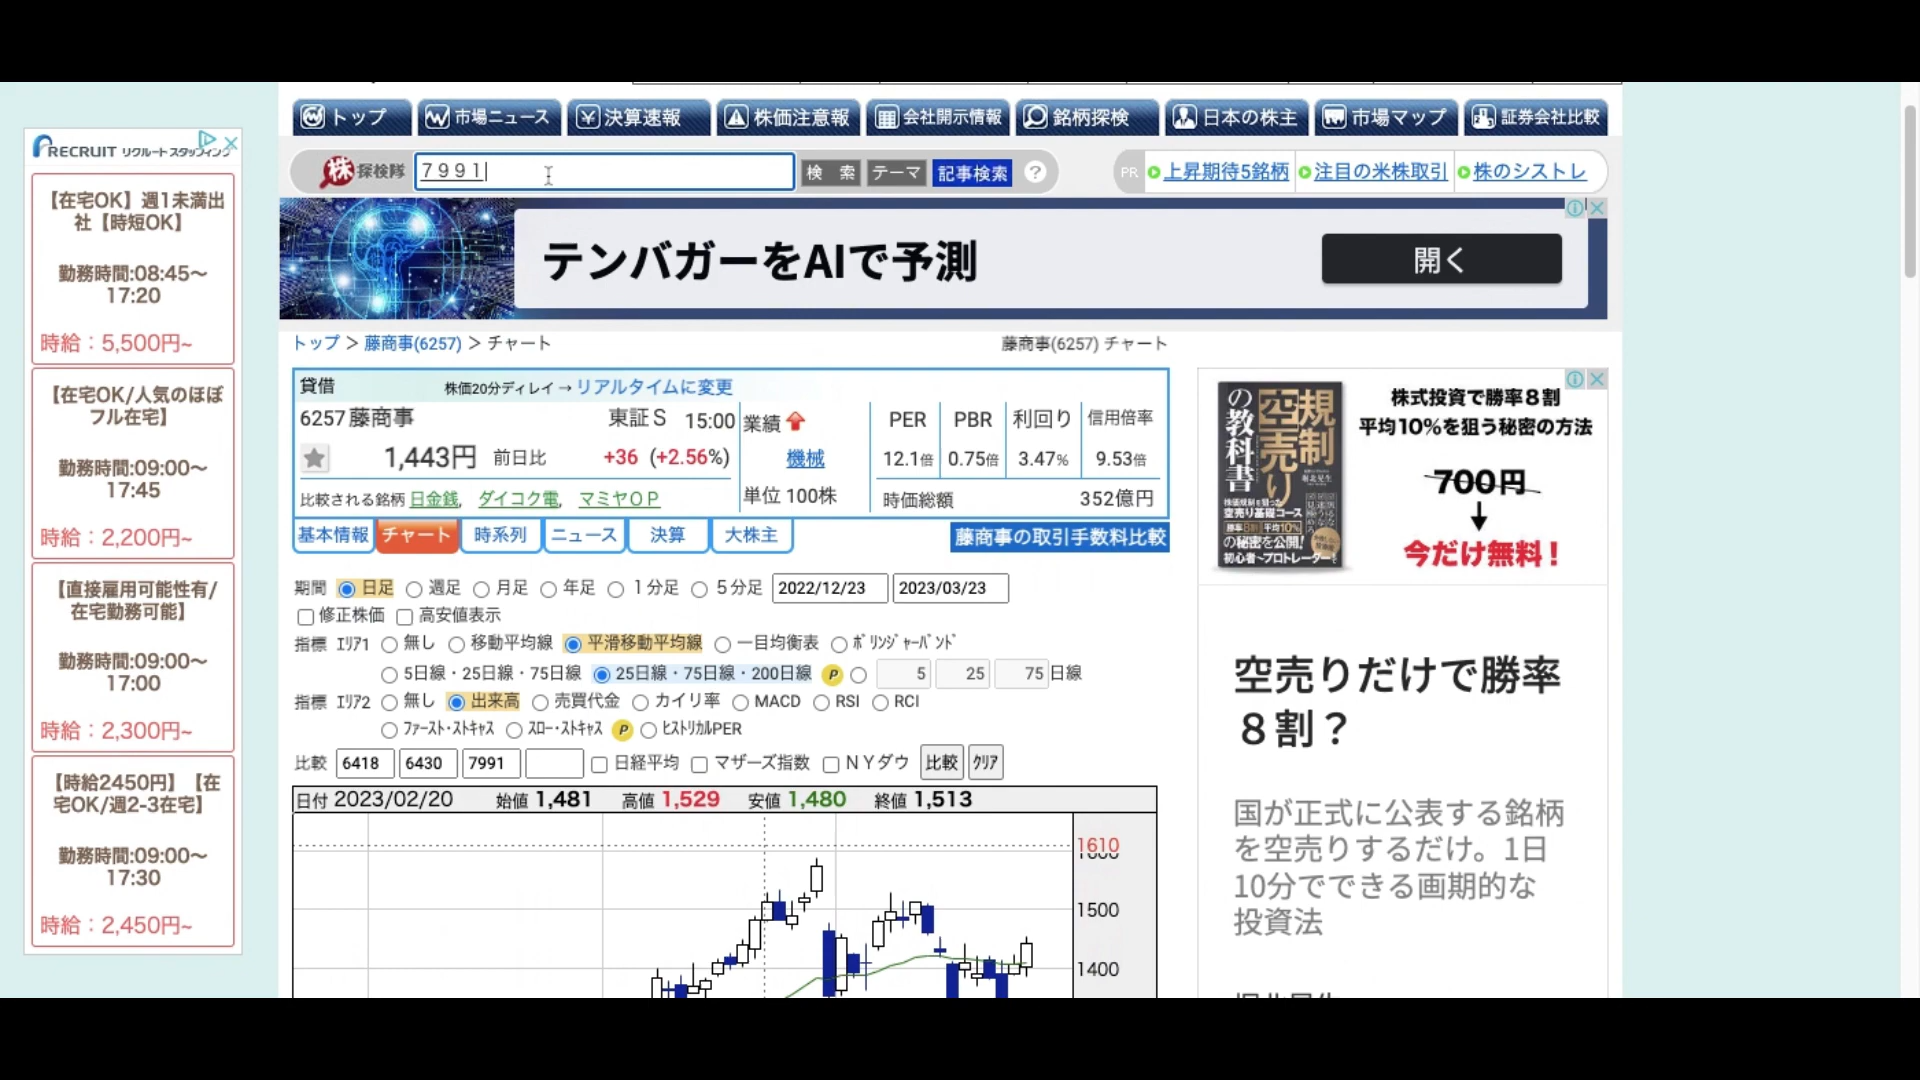 トップ
市場ニュース
決算速報
株価注意報
会社開示情報
銘柄探検
日本の株主
市場マップ
証券会社比較
株探検隊
7991
検 索
テーマ
記事検索
?
PR
上昇期待5銘柄
注目の米株取引
株のシストレ
RECRUIT リクルートスタッフィング
【在宅OK】週1未満出
社【時短OK】
勤務時間:08:45〜
17:20
時給:5,500円~
【在宅OK/人気のほぼ
フル在宅】
勤務時間:09:00〜
17:45
時給:2,200円~
【直接雇用可能性有/
在宅勤務可能】
勤務時間:09:00〜
17:00
時給:2,300円~
【時給2450円】【在
宅OK/週2-3在宅】
勤務時間:09:00〜
17:30
時給:2,450円~
テンバガーをAIで予測
開く
トップ > 藤商事(6257) > チャート
藤商事(6257) チャート
貸借 株価20分ディレイ → リアルタイムに変更
6257 藤商事 東証S 15:00
1,443円 前日比 +36 (+2.56%)
比較される銘柄 日金銭, ダイコク電, マミヤOP
業績
機械
単位 100株
PER PBR 利回り 信用倍率
12.1倍 0.75倍 3.47% 9.53倍
時価総額 352億円
基本情報 チャート 時系列 ニュース 決算 大株主
藤商事の取引手数料比較
期間 日足 週足 月足 年足 1分足 5分足 2022/12/23 2023/03/23
修正株価 高安値表示
指標 エリア1 無し 移動平均線 平滑移動平均線 一目均衡表 ボリンジャーバンド
5日線・25日線・75日線 25日線・75日線・200日線 P 5 25 75 日線
指標 エリア2 無し 出来高 売買代金 カイリ率 MACD RSI RCI
ファースト・ストキャス スロー・ストキャス P ヒストリカルPER
比較 6418 6430 7991 日経平均 マザーズ指数 NYダウ 比較 クリア
日付 2023/02/20 始値 1,481 高値 1,529 安値 1,480 終値 1,513
1610
1500
1400
規制
空売り
の教科書
空売り基礎コース
の秘密を公開!
初心者~プロトレーダーまで
株式投資で勝率8割
平均10%を狙う秘密の方法
700円
今だけ無料!
空売りだけで勝率
8割?
国が正式に公表する銘柄
を空売りするだけ。1日
10分でできる画期的な
投資法